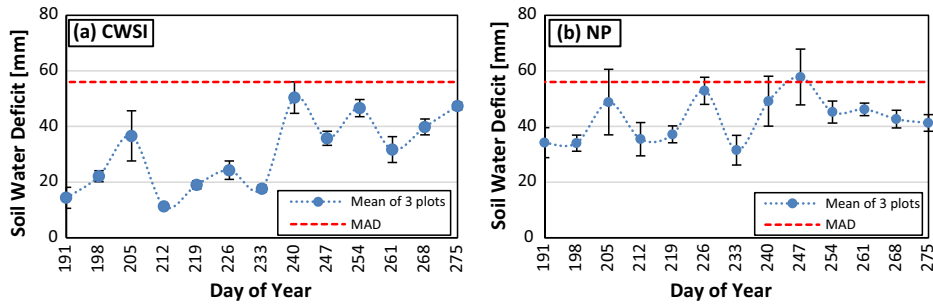 (a) CWSI
Soil Water Deficit [mm]
80
60
40
20
0
Mean of 3 plots
MAD
191 198 205 212 219 226 233 240 247 254 261 268 275
Day of Year
(b) NP
Soil Water Deficit [mm]
80
60
40
20
0
Mean of 3 plots
MAD
191 198 205 212 219 226 233 240 247 254 261 268 275
Day of Year